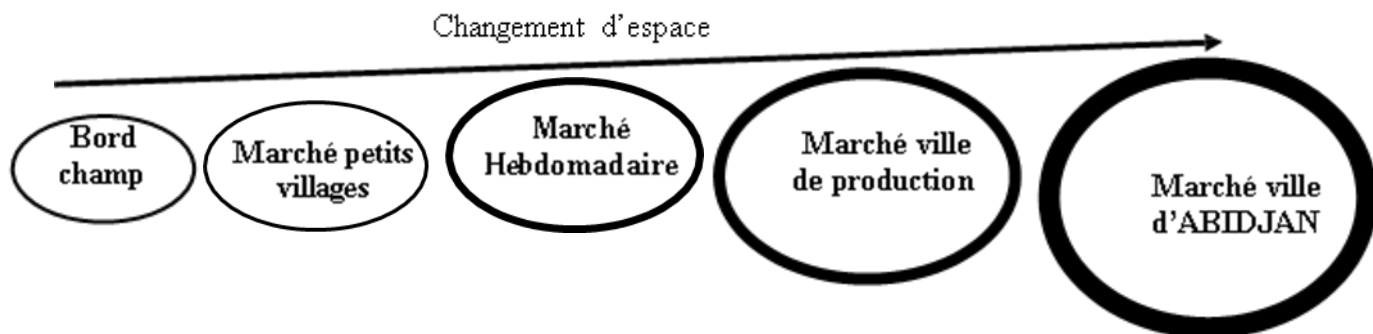 Changement d'espace
Bord
champ
Marché petits
villages
Marché
Hebdomadaire
Marché ville
de production
Marché ville
d'ABIDJAN